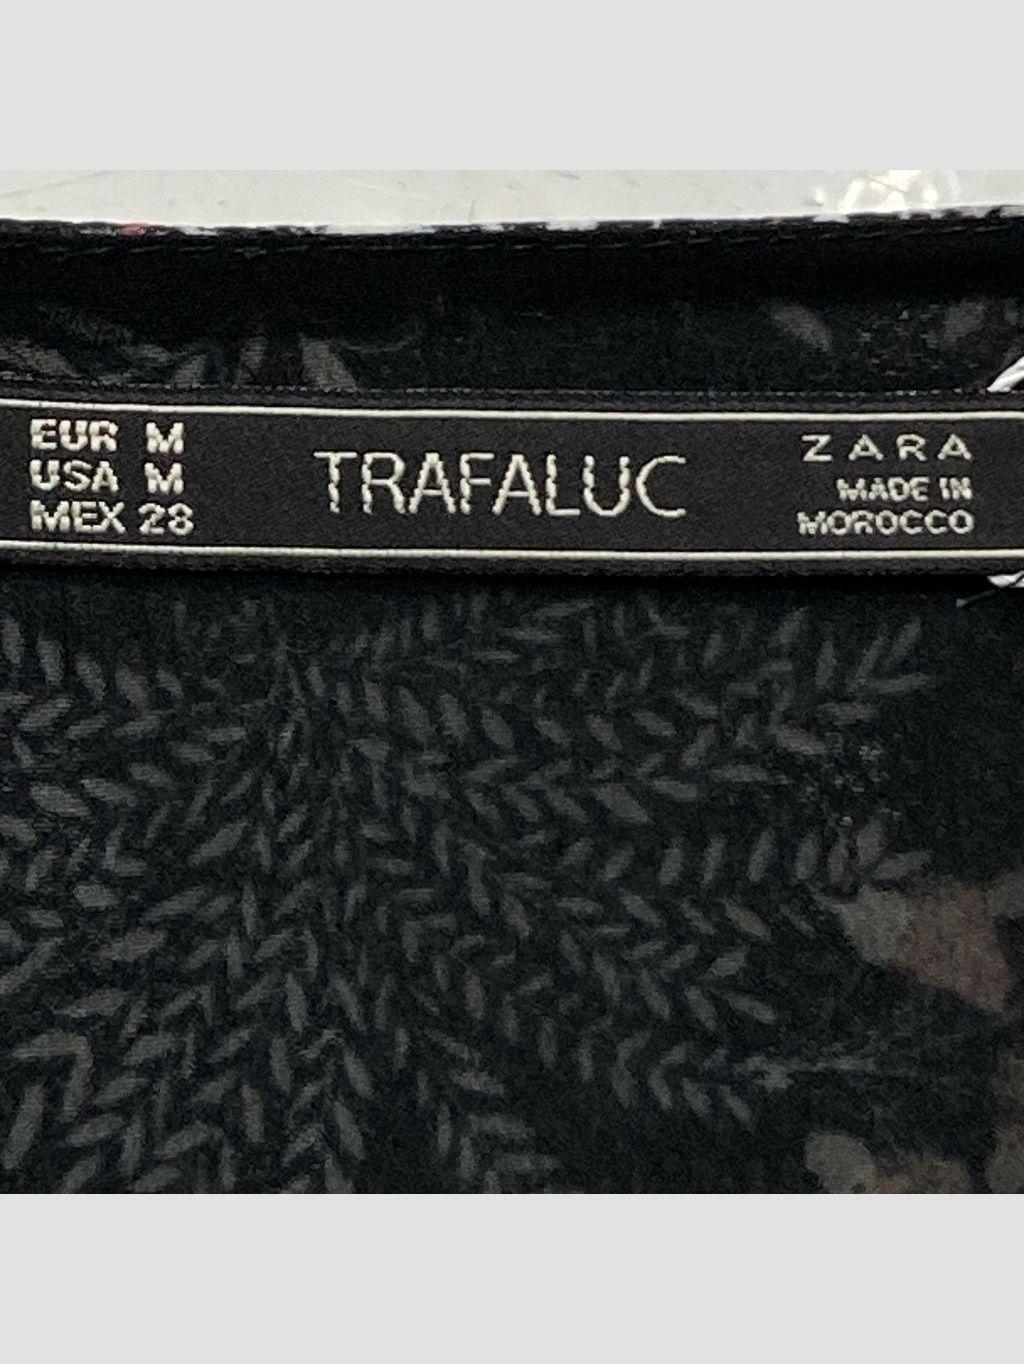 EUR M
USA M
MEX 28
TRAFALUC
ZARA
MADE IN
MOROCCO